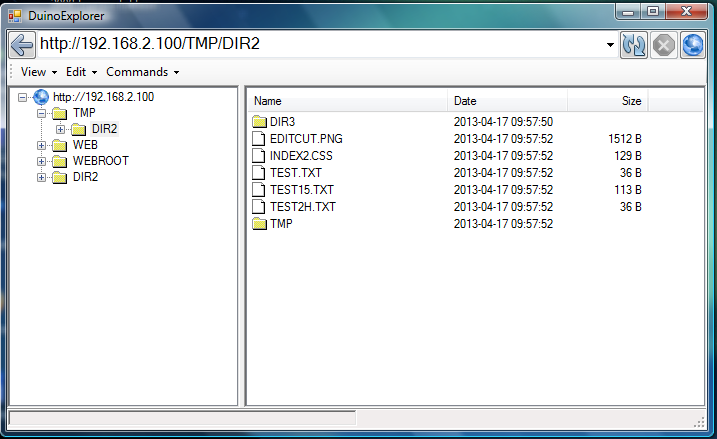 DuinoExplorer
http://192.168.2.100/TMP/DIR2
View Edit Commands
http://192.168.2.100
TMP
DIR2
WEB
WEBROOT
DIR2
Name Date Size
DIR3 2013-04-17 09:57:50
EDITCUT.PNG 2013-04-17 09:57:52 1512 B
INDEX2.CSS 2013-04-17 09:57:52 129 B
TEST.TXT 2013-04-17 09:57:52 36 B
TEST15.TXT 2013-04-17 09:57:52 113 B
TEST2H.TXT 2013-04-17 09:57:52 36 B
TMP 2013-04-17 09:57:52